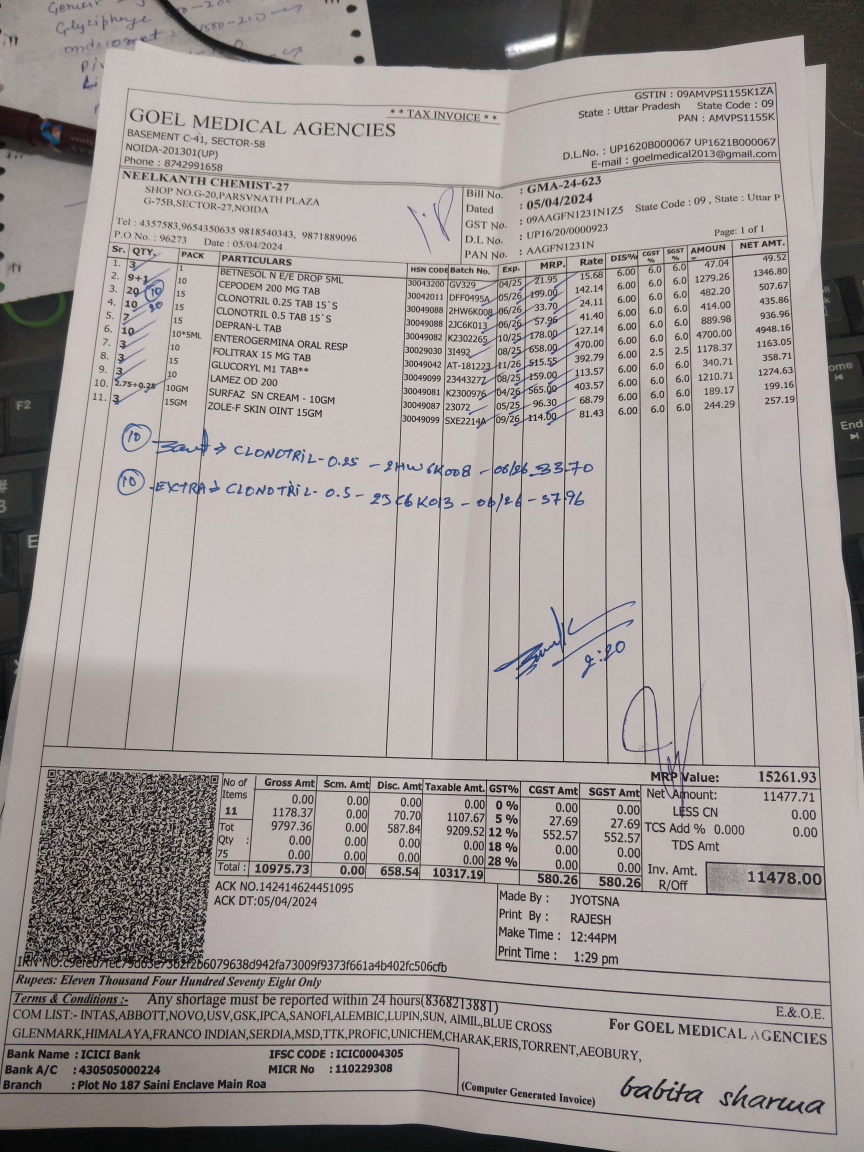 Glyciphage
** TAX INVOICE **
GOEL MEDICAL AGENCIES
BASEMENT C-41, SECTOR-58
NOIDA-201301(UP)
Phone : 8742991658
GSTIN : 09AMVPS1155K1ZA
State : Uttar Pradesh State Code : 09
PAN : AMVPS1155K
D.L.No. : UP1620B000067 UP1621B000067
E-mail : goelmedical2013@gmail.com
NEELKANTH CHEMIST-27
SHOP NO.G-20,PARSVNATH PLAZA
G-75B,SECTOR-27,NOIDA
Tel : 4357583,9654350635 9818540343, 9871889096
P.O No. : 96273 Date : 05/04/2024
Bill No. : GMA-24-623
Dated : 05/04/2024
GST No. : 09AAGFN1231N1Z5 State Code : 09 , State : Uttar P
D.L No. : UP16/20/0000923
PAN No. : AAGFN1231N Page: 1 of 1
Sr. QTY. PACK PARTICULARS HSN CODE Batch No. EXP. MRP. Rate DIS% CGST % SGST % AMOUN T NET AMT.
1. 3 1 BETNESOL N E/E DROP 5ML 30043200 GV329 04/25 21.95 15.68 6.00 6.0 6.0 47.04 49.52
2. 9+1 10 CEPODEM 200 MG TAB 30042011 DFF0495A 05/26 199.00 142.14 6.00 6.0 6.0 1279.26 1346.80
3. 20 10 15 CLONOTRIL 0.25 TAB 15`S 30049088 2HW6K008 06/26 33.70 24.11 6.00 6.0 6.0 482.20 507.67
4. 10 20 15 CLONOTRIL 0.5 TAB 15`S 30049088 2JC6K013 06/26 57.96 41.40 6.00 6.0 6.0 414.00 435.86
5. 7 15 DEPRAN-L TAB 30049082 K2302265 10/25 178.00 127.14 6.00 6.0 6.0 889.98 936.96
6. 10 10*5ML ENTEROGERMINA ORAL RESP 30029030 31492 08/25 658.00 470.00 6.00 6.0 6.0 4700.00 4948.16
7. 3 10 FOLITRAX 15 MG TAB 30049042 AT-181223 11/26 515.55 392.79 6.00 2.5 2.5 1178.37 1163.05
8. 3 15 GLUCORYL M1 TAB** 30049099 23443272 08/25 159.00 113.57 6.00 6.0 6.0 340.71 358.71
9. 3 10 LAMEZ OD 200 30049081 K2300976 04/26 565.00 403.57 6.00 6.0 6.0 1210.71 1274.63
10. 2.75+0.25 10GM SURFAZ SN CREAM - 10GM 30049087 23072 05/25 96.30 68.79 6.00 6.0 6.0 189.17 199.16
11. 3 15GM ZOLE-F SKIN OINT 15GM 30049099 SXE2214A 09/26 114.00 81.43 6.00 6.0 6.0 244.29 257.19
10 → CLONOTRIL-0.25 - 2HW6K008 - 06/26 33.70
10 - EXTRA → CLONOTRIL-0.5 - 2JC6K013 - 06/26 - 57.96
2:20
No of Items 11 Tot Qty : 75
Gross Amt Scm. Amt Disc. Amt Taxable Amt. GST% CGST Amt SGST Amt
0.00 0.00 0.00 0.00 0 % 0.00 0.00
1178.37 0.00 70.70 1107.67 5 % 27.69 27.69
9797.36 0.00 587.84 9209.52 12 % 552.57 552.57
0.00 0.00 0.00 0.00 18 % 0.00 0.00
0.00 0.00 0.00 0.00 28 % 0.00 0.00
Total : 10975.73 0.00 658.54 10317.19 580.26 580.26
MRP Value: 15261.93
Net Amount: 11477.71
LESS CN 0.00
TCS Add % 0.000 0.00
TDS Amt
Inv. Amt. R/Off 11478.00
ACK NO.142414624451095
ACK DT:05/04/2024
Made By : JYOTSNA
Print By : RAJESH
Make Time : 12:44PM
Print Time : 1:29 pm
Rupees: Eleven Thousand Four Hundred Seventy Eight Only
Terms & Conditions :- Any shortage must be reported within 24 hours(8368213881)
E.& O.E.
COM LIST:- INTAS,ABBOTT,NOVO,USV,GSK,IPCA,SANOFI,ALEMBIC,LUPIN,SUN, AIMIL,BLUE CROSS
GLENMARK,HIMALAYA,FRANCO INDIAN,SERDIA,MSD,TTK,PROFIC,UNICHEM,CHARAK,ERIS,TORRENT,AEOBURY,
For GOEL MEDICAL AGENCIES
Bank Name : ICICI Bank IFSC CODE : ICIC0004305
Bank A/C : 430505000224 MICR No : 110229308
Branch : Plot No 187 Saini Enclave Main Roa
(Computer Generated Invoice)
babita sharma
F2
E
Home
End